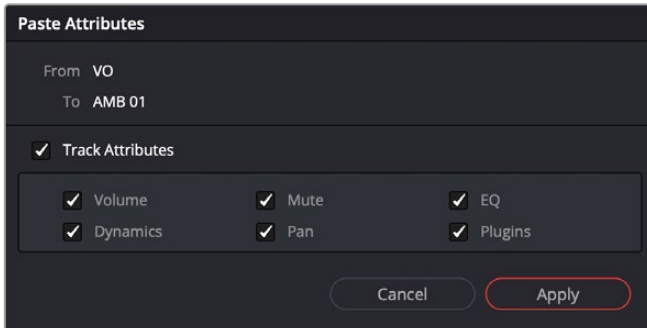 Paste Attributes
From VO
To AMB 01
Track Attributes
Volume Mute EQ
Dynamics Pan Plugins
Cancel Apply